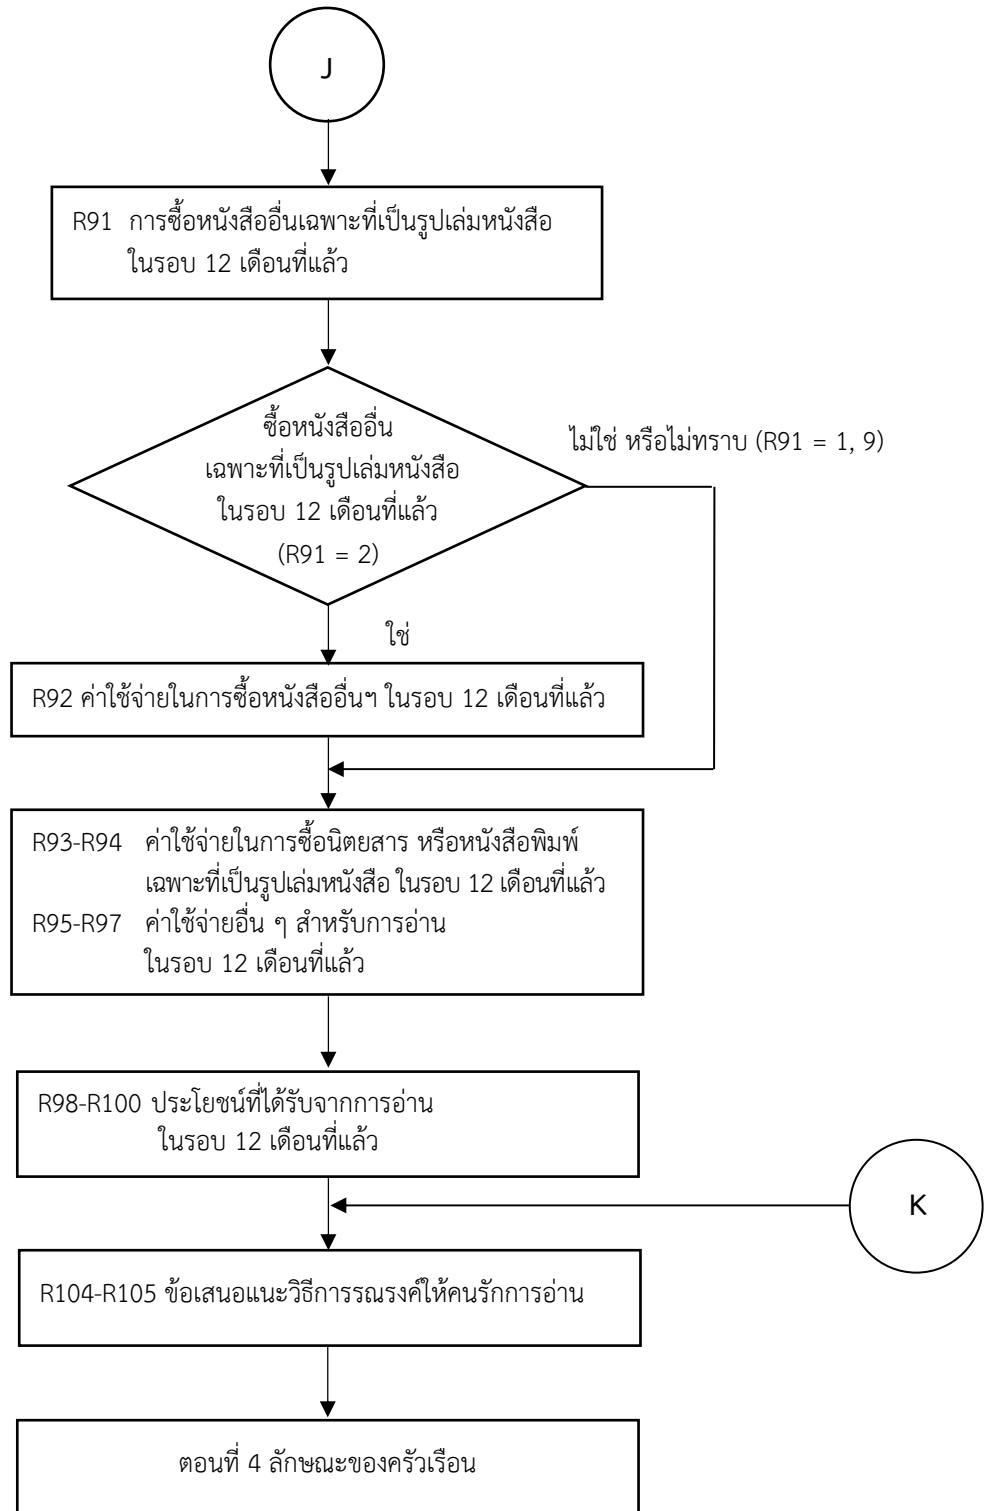 J
R91 การซื้อหนังสืออื่นเฉพาะที่เป็นรูปเล่มหนังสือ
ในรอบ 12 เดือนที่แล้ว
ซื้อหนังสืออื่น
เฉพาะที่เป็นรูปเล่มหนังสือ
ในรอบ 12 เดือนที่แล้ว
(R91 = 2)
ไม่ใช่ หรือไม่ทราบ (R91 = 1, 9)
ใช่
R92 ค่าใช้จ่ายในการซื้อหนังสืออื่นฯ ในรอบ 12 เดือนที่แล้ว
R93-R94 ค่าใช้จ่ายในการซื้อนิตยสาร หรือหนังสือพิมพ์
เฉพาะที่เป็นรูปเล่มหนังสือ ในรอบ 12 เดือนที่แล้ว
R95-R97 ค่าใช้จ่ายอื่น ๆ สำหรับการอ่าน
ในรอบ 12 เดือนที่แล้ว
R98-R100 ประโยชน์ที่ได้รับจากการอ่าน
ในรอบ 12 เดือนที่แล้ว
K
R104-R105 ข้อเสนอแนะวิธีการรณรงค์ให้คนรักการอ่าน
ตอนที่ 4 ลักษณะของครัวเรือน